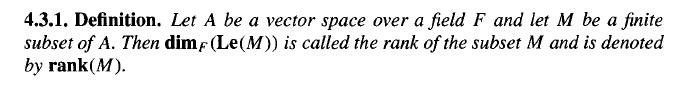 4.3.1. Definition. Let A be a vector space over a field F and let M be a finite
subset of A. Then dim_F(Le(M)) is called the rank of the subset M and is denoted
by rank(M).